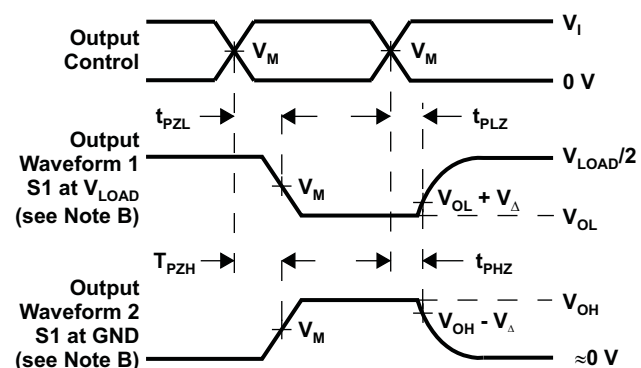 Output
Control
V_M
V_M
V_I
0 V
t_PZL
t_PLZ
Output
Waveform 1
S1 at V_LOAD
(see Note B)
V_M
V_LOAD/2
V_OL + V_Δ
V_OL
T_PZH
t_PHZ
Output
Waveform 2
S1 at GND
(see Note B)
V_M
V_OH
V_OH - V_Δ
≈0 V